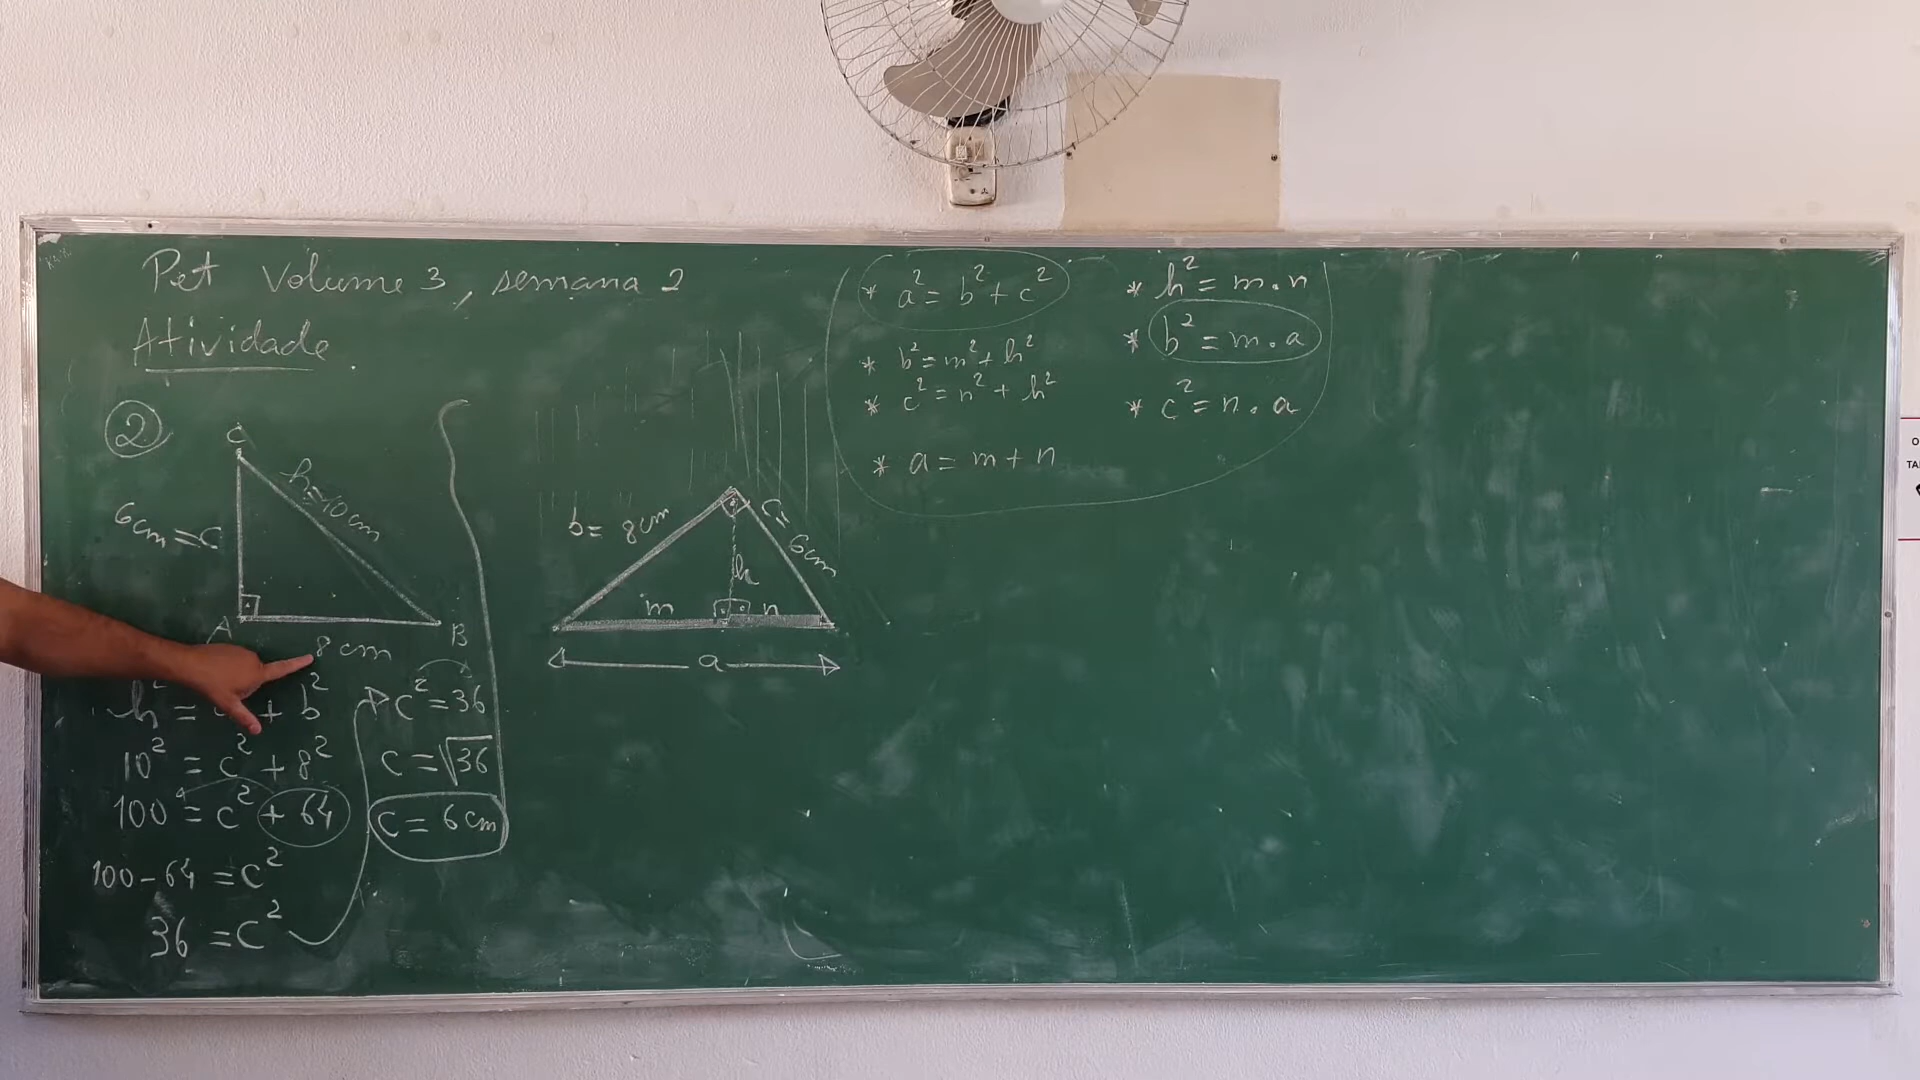 Pet Volume 3, semana 2
Atividade
2
C
h=10cm
6cm=C
A
B
8 cm
h² = c² + b²
10² = c² + 8²
100 = c² + 64
100-64 = c²
36 = c²
c² = 36
c = √36
c = 6cm
b= 8cm
c= 6cm
h
m
n
a
* a² = b² + c²
* b² = m² + h²
* c² = n² + h²
* a = m + n
* h² = m.n
* b² = m.a
* c² = n.a